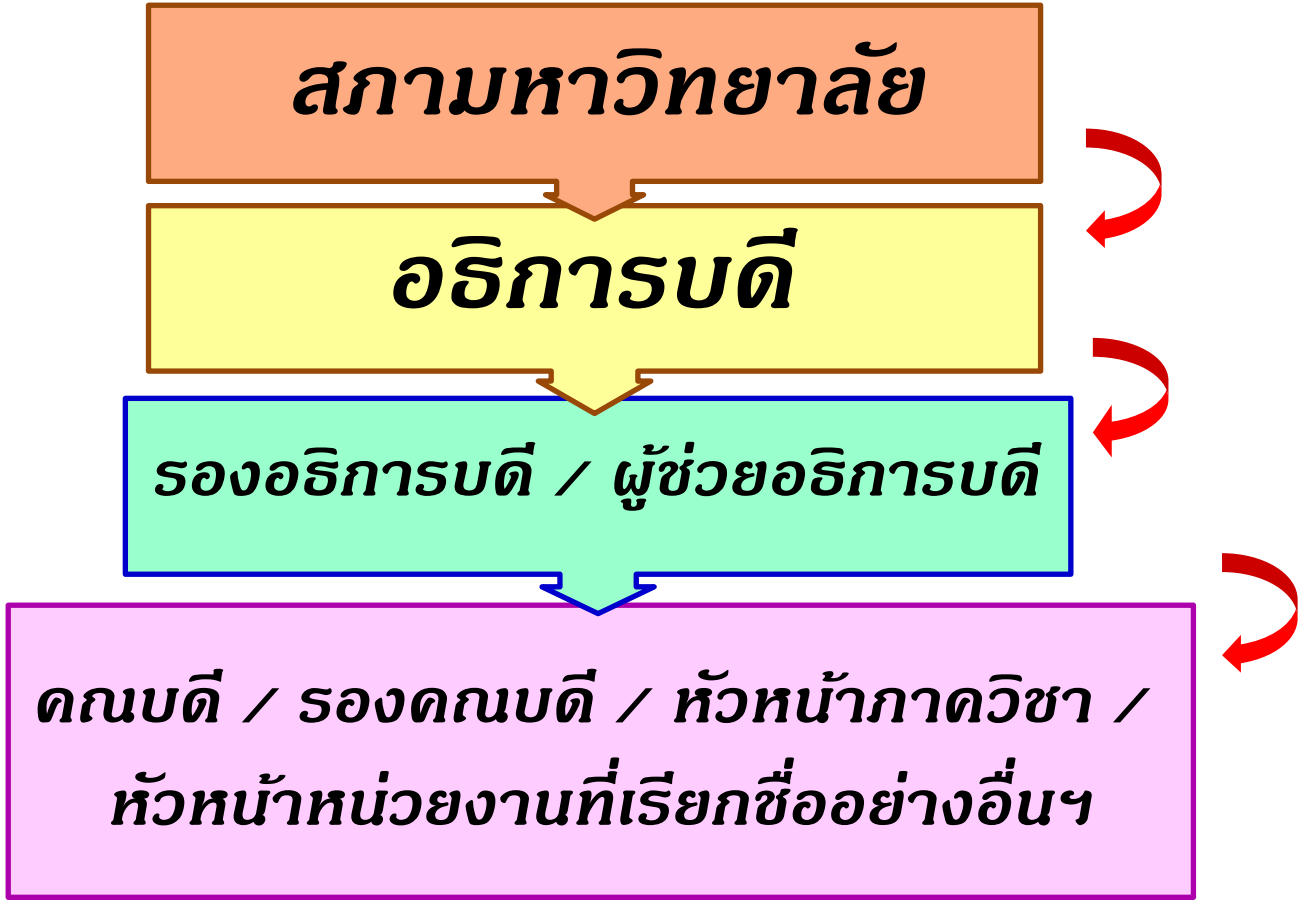 สภามหาวิทยาลัย
อธิการบดี
รองอธิการบดี / ผู้ช่วยอธิการบดี
คณบดี / รองคณบดี / หัวหน้าภาควิชา /
หัวหน้าหน่วยงานที่เรียกชื่ออย่างอื่นฯ